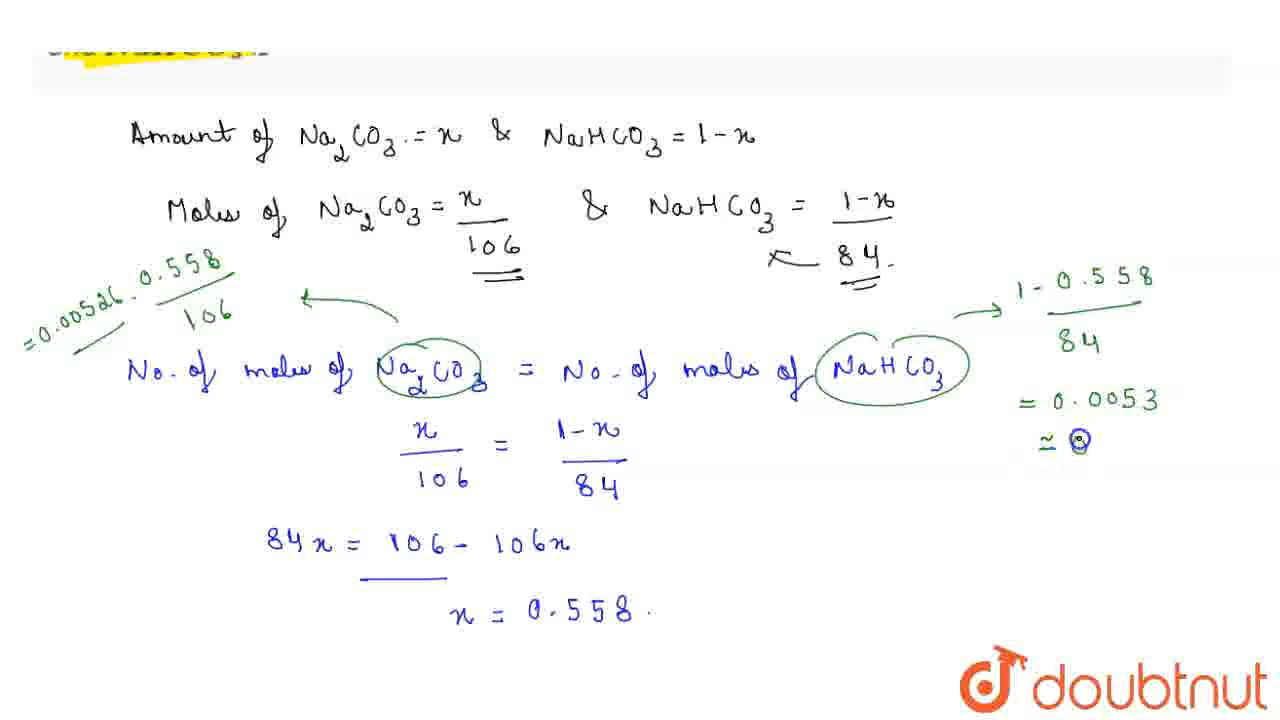 Amount of Na2CO3 = x & NaHCO3 = 1-x
Moles of Na2CO3 = x/106 & NaHCO3 = 1-x/84.
= 0.00526. 0.558/106
1 - 0.558/84
No. of moles of Na2CO3 = No. of moles of NaHCO3
= 0.0053
≃ 0
x/106 = 1-x/84
84x = 106 - 106x
x = 0.558.
doubtnut